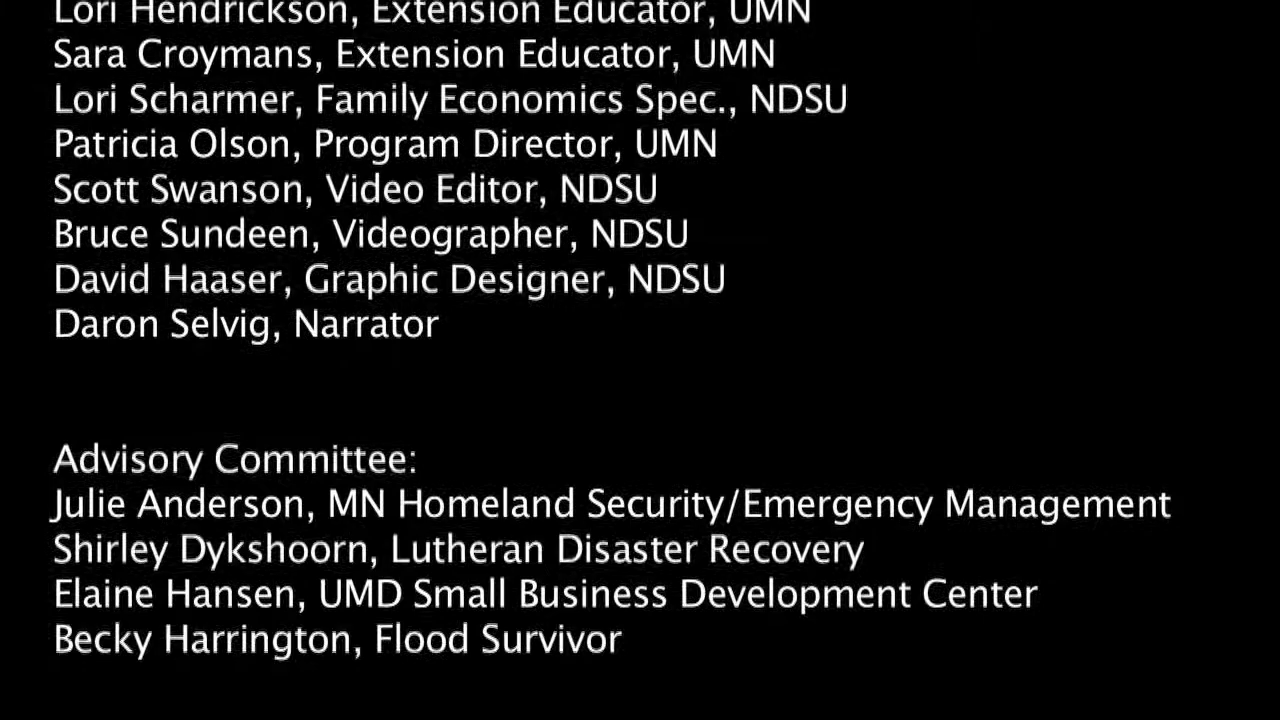 Lori Hendrickson, Extension Educator, UMN
Sara Croymans, Extension Educator, UMN
Lori Scharmer, Family Economics Spec., NDSU
Patricia Olson, Program Director, UMN
Scott Swanson, Video Editor, NDSU
Bruce Sundeen, Videographer, NDSU
David Haaser, Graphic Designer, NDSU
Daron Selvig, Narrator
Advisory Committee:
Julie Anderson, MN Homeland Security/Emergency Management
Shirley Dykshoorn, Lutheran Disaster Recovery
Elaine Hansen, UMD Small Business Development Center
Becky Harrington, Flood Survivor